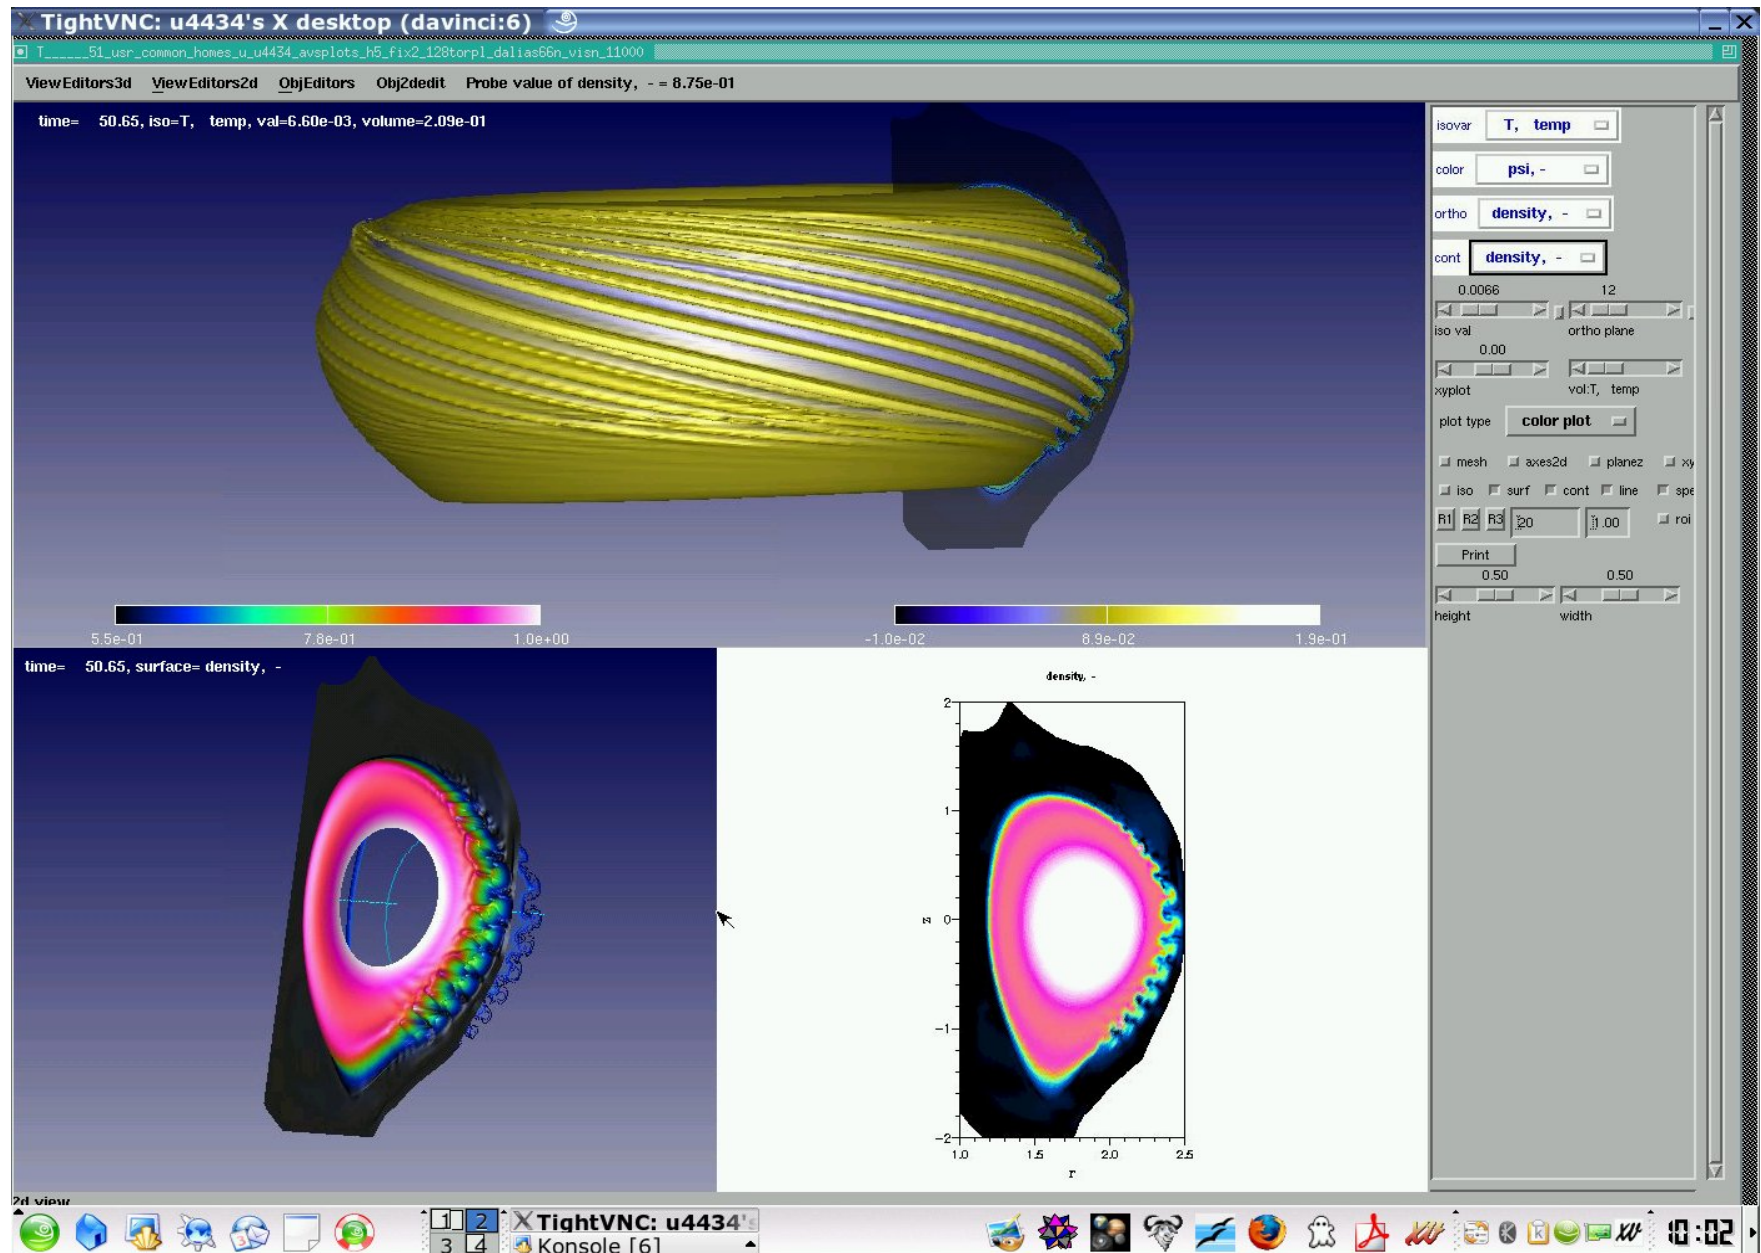 TightVNC: u4434's X desktop (davinci:6)
T______51_usr_common_homes_u_u4434_avsplots_h5_fix2_128torpl_dalias66n_visn_11000
ViewEditors3d ViewEditors2d ObjEditors Obj2dedit Probe value of density, - = 8.75e-01
time= 50.65, iso=T, temp, val=6.60e-03, volume=2.09e-01
5.5e-01 7.8e-01 1.0e+00
-1.0e-02 8.9e-02 1.9e-01
time= 50.65, surface= density, -
density, -
2
1
0
-1
-2
z
1.0 1.5 2.0 2.5
r
isovar T, temp
color psi, -
ortho density, -
cont density, -
0.0066 12
iso val ortho plane
0.00
xyplot vol:T, temp
plot type color plot
mesh axes2d planez xy
iso surf cont line spe
R1 R2 R3 20 1.00 roi
Print
0.50 0.50
height width
2d view
1 2 TightVNC: u4434's
3 4 Konsole [6]
10:02